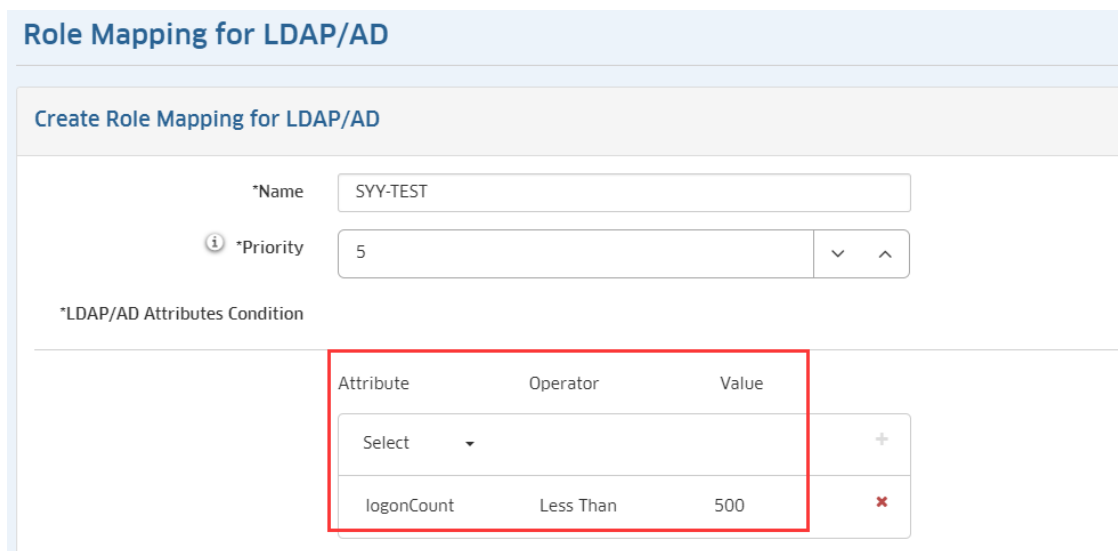 Role Mapping for LDAP/AD
Create Role Mapping for LDAP/AD
*Name SYY-TEST
*Priority 5
*LDAP/AD Attributes Condition
Attribute Operator Value
Select
logonCount Less Than 500